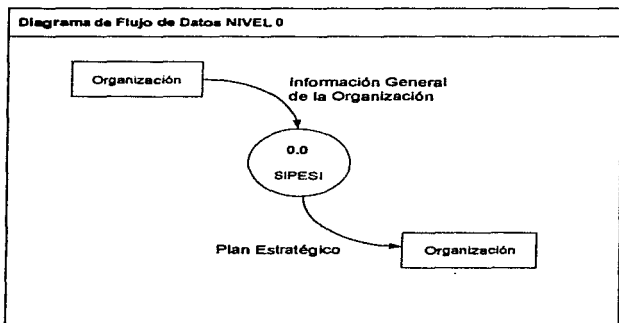 Diagrama de Flujo de Datos NIVEL 0
Organización
Información General
de la Organización
0.0
SIPESI
Plan Estratégico
Organización